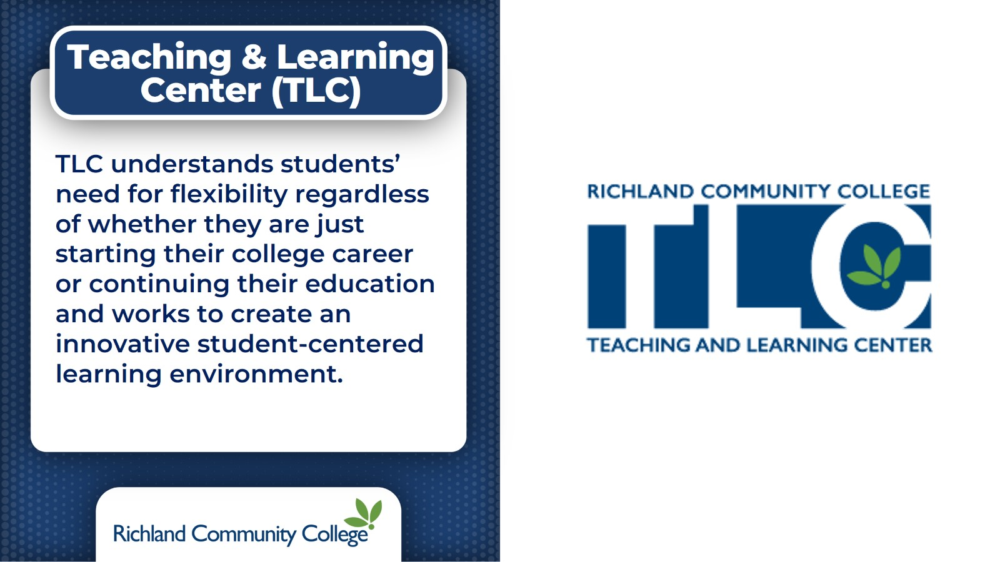 Teaching & Learning
Center (TLC)
TLC understands students’
need for flexibility regardless
of whether they are just
starting their college career
or continuing their education
and works to create an
innovative student-centered
learning environment.
Richland Community College
RICHLAND COMMUNITY COLLEGE
TLC
TEACHING AND LEARNING CENTER